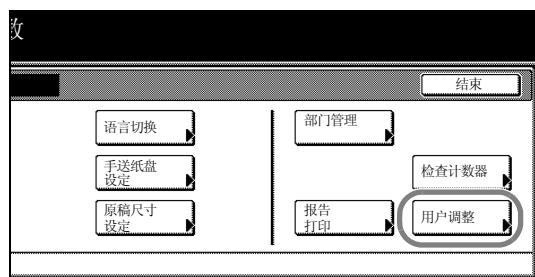 数
结束
语言切换
部门管理
手送纸盘
设定
检查计数器
原稿尺寸
设定
报告
打印
用户调整